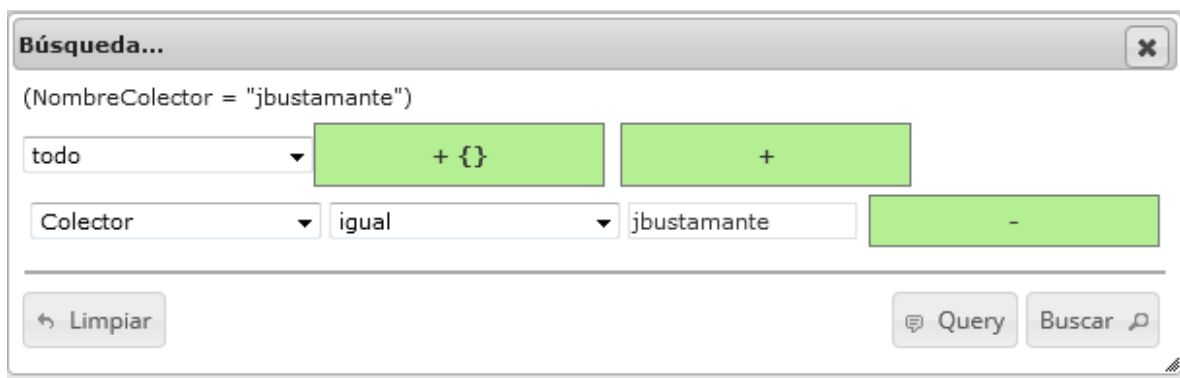 Búsqueda...
(NombreColector = "jbustamante")
todo + {} +
Colector igual jbustamante -
Limpiar Query Buscar